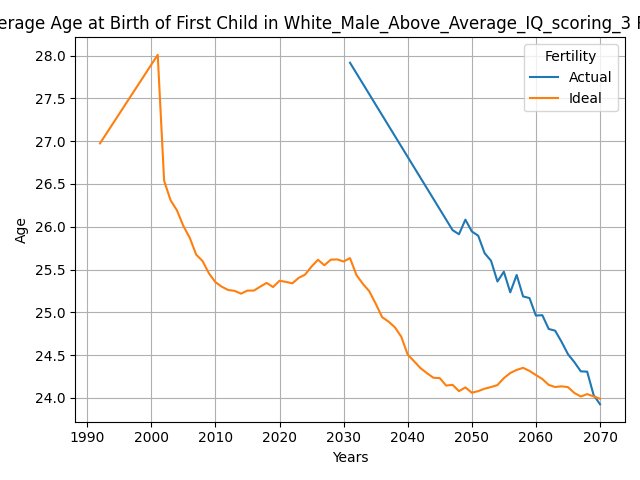 erage Age at Birth of First Child in White_Male_Above_Average_IQ_scoring_3
Fertility
Actual
Ideal
28.0
27.5
27.0
26.5
26.0
25.5
25.0
24.5
24.0
Age
1990 2000 2010 2020 2030 2040 2050 2060 2070
Years